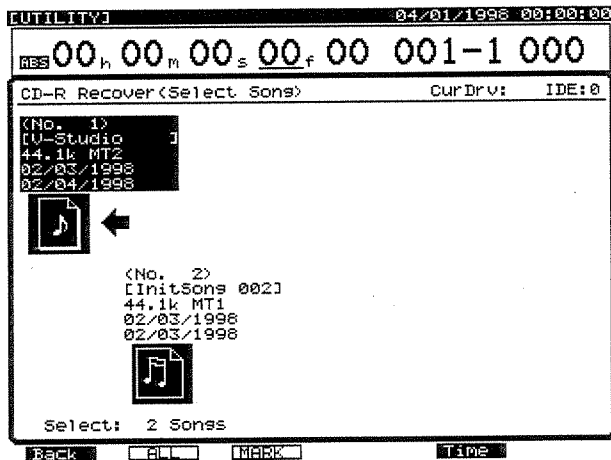 [UTILITY] 04/01/1998 00:00:00
ABS 00h 00m 00s 00f 00 001-1 000
CD-R Recover(Select Song) CurDrv: IDE:0
(No. 1)
[V-Studio ]
44.1k MT2
02/03/1998
02/04/1998
(No. 2)
[InitSong 002]
44.1k MT1
02/03/1998
02/03/1998
Select: 2 Songs
Back ALL MARK Time